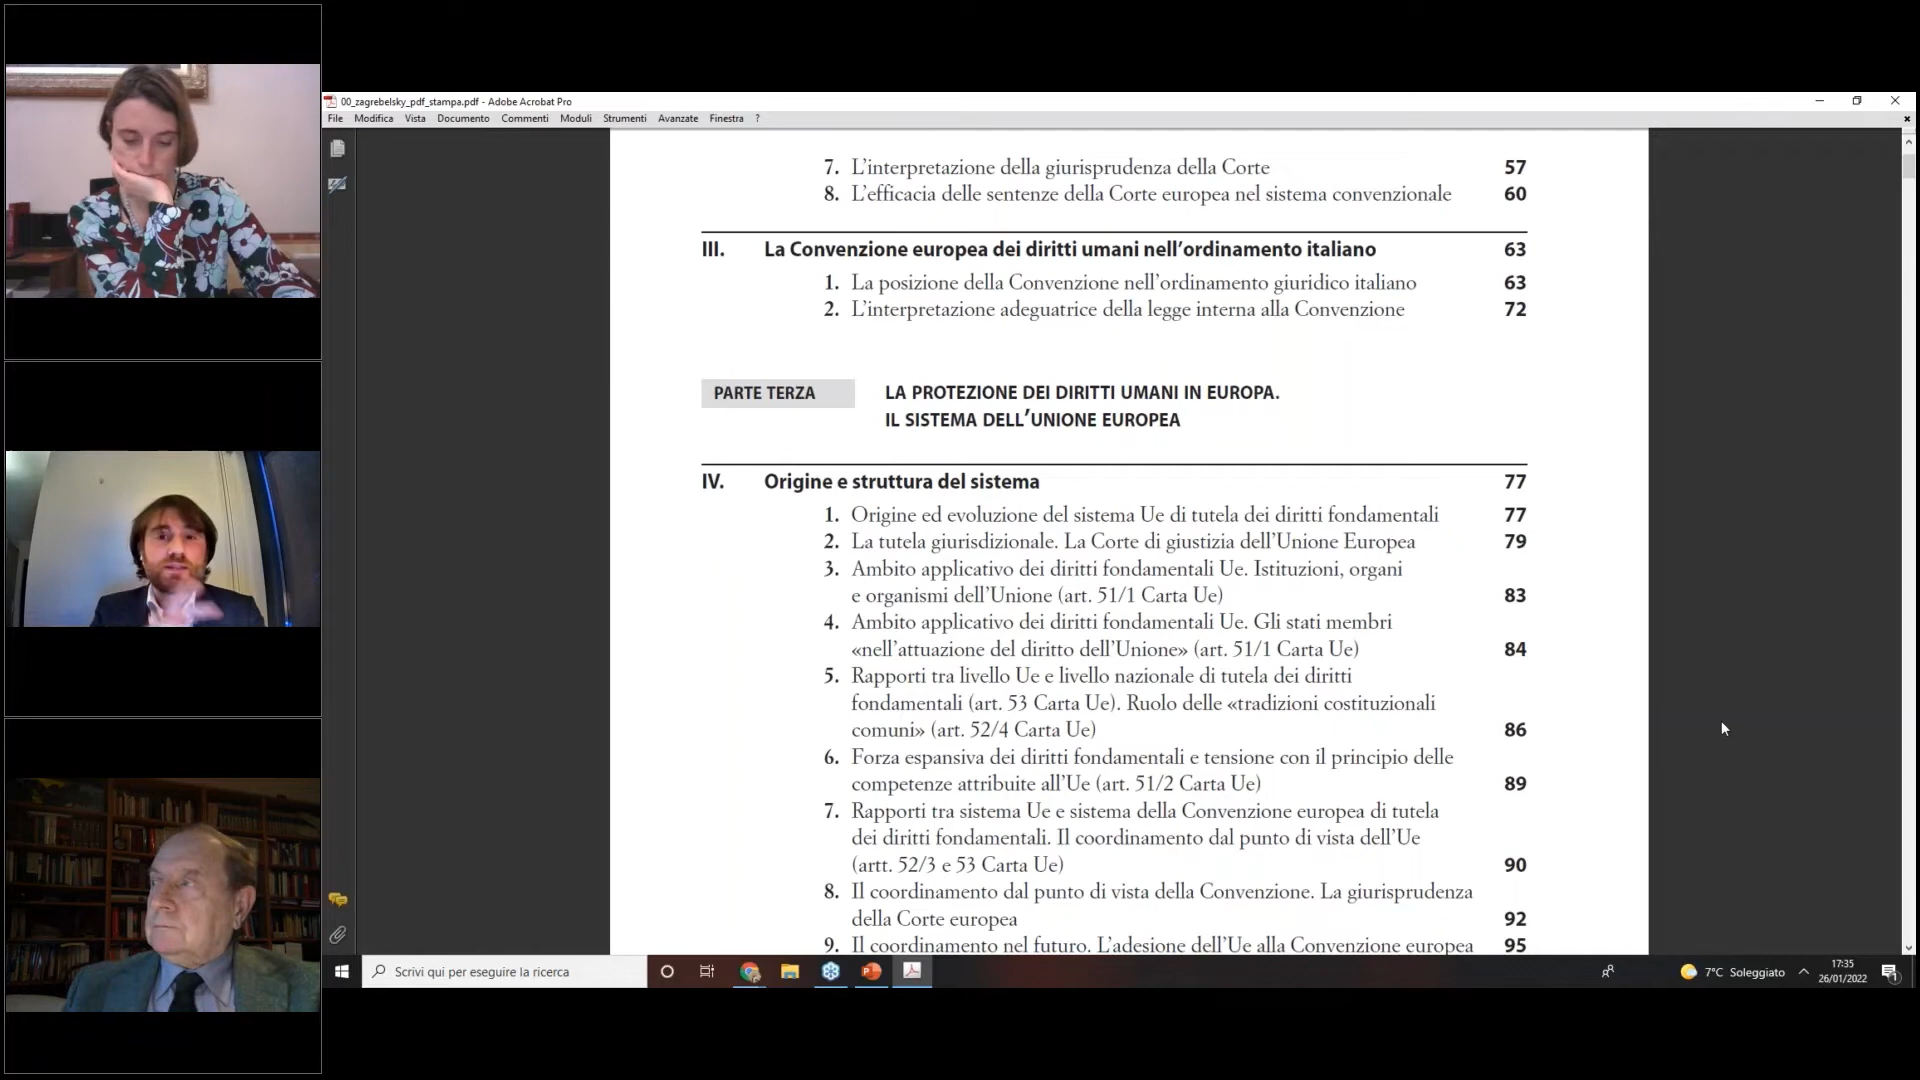 00_zagrebelsky_pdf_stampa.pdf - Adobe Acrobat Pro
File Modifica Vista Documento Commenti Moduli Strumenti Avanzate Finestra ?
7. L'interpretazione della giurisprudenza della Corte 57
8. L'efficacia delle sentenze della Corte europea nel sistema convenzionale 60
III. La Convenzione europea dei diritti umani nell'ordinamento italiano 63
1. La posizione della Convenzione nell'ordinamento giuridico italiano 63
2. L'interpretazione adeguatrice della legge interna alla Convenzione 72
PARTE TERZA LA PROTEZIONE DEI DIRITTI UMANI IN EUROPA.
IL SISTEMA DELL'UNIONE EUROPEA
IV. Origine e struttura del sistema 77
1. Origine ed evoluzione del sistema Ue di tutela dei diritti fondamentali 77
2. La tutela giurisdizionale. La Corte di giustizia dell'Unione Europea 79
3. Ambito applicativo dei diritti fondamentali Ue. Istituzioni, organi
e organismi dell'Unione (art. 51/1 Carta Ue) 83
4. Ambito applicativo dei diritti fondamentali Ue. Gli stati membri
«nell'attuazione del diritto dell'Unione» (art. 51/1 Carta Ue) 84
5. Rapporti tra livello Ue e livello nazionale di tutela dei diritti
fondamentali (art. 53 Carta Ue). Ruolo delle «tradizioni costituzionali
comuni» (art. 52/4 Carta Ue) 86
6. Forza espansiva dei diritti fondamentali e tensione con il principio delle
competenze attribuite all'Ue (art. 51/2 Carta Ue) 89
7. Rapporti tra sistema Ue e sistema della Convenzione europea di tutela
dei diritti fondamentali. Il coordinamento dal punto di vista dell'Ue
(artt. 52/3 e 53 Carta Ue) 90
8. Il coordinamento dal punto di vista della Convenzione. La giurisprudenza
della Corte europea 92
9. Il coordinamento nel futuro. L'adesione dell'Ue alla Convenzione europea 95
Scrivi qui per eseguire la ricerca
7°C Soleggiato
17:35
26/01/2022
1